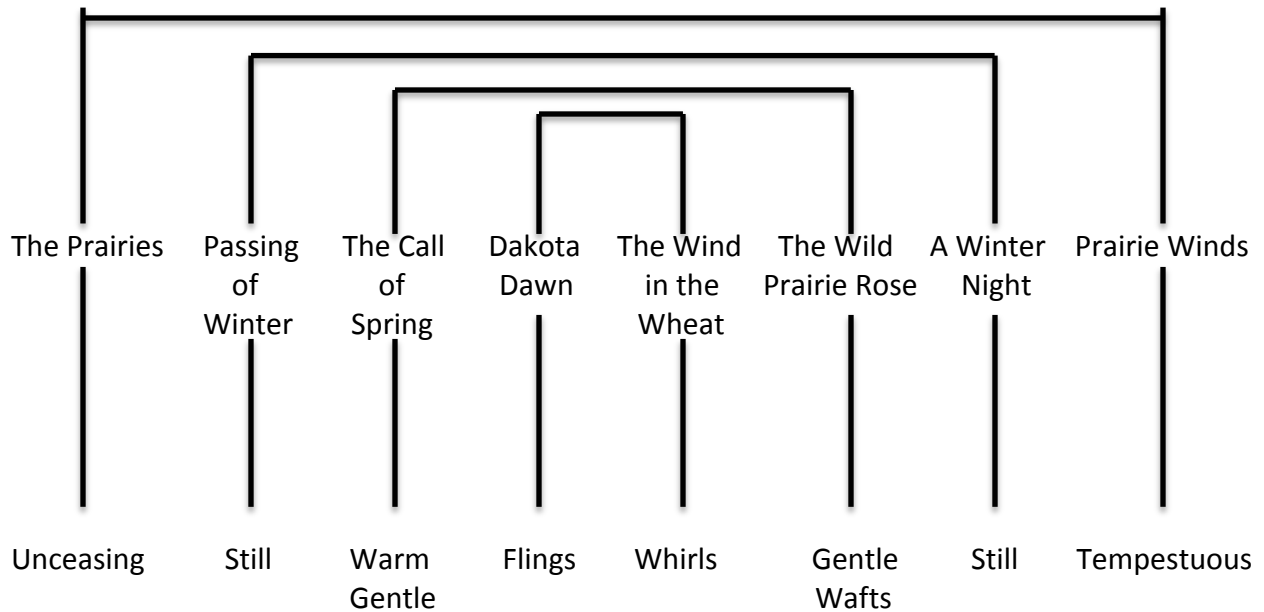 The Prairies
Passing
of
Winter
The Call
of
Spring
Dakota
Dawn
The Wind
in the
Wheat
The Wild
Prairie Rose
A Winter
Night
Prairie Winds
Unceasing
Still
Warm
Gentle
Flings
Whirls
Gentle
Wafts
Still
Tempestuous